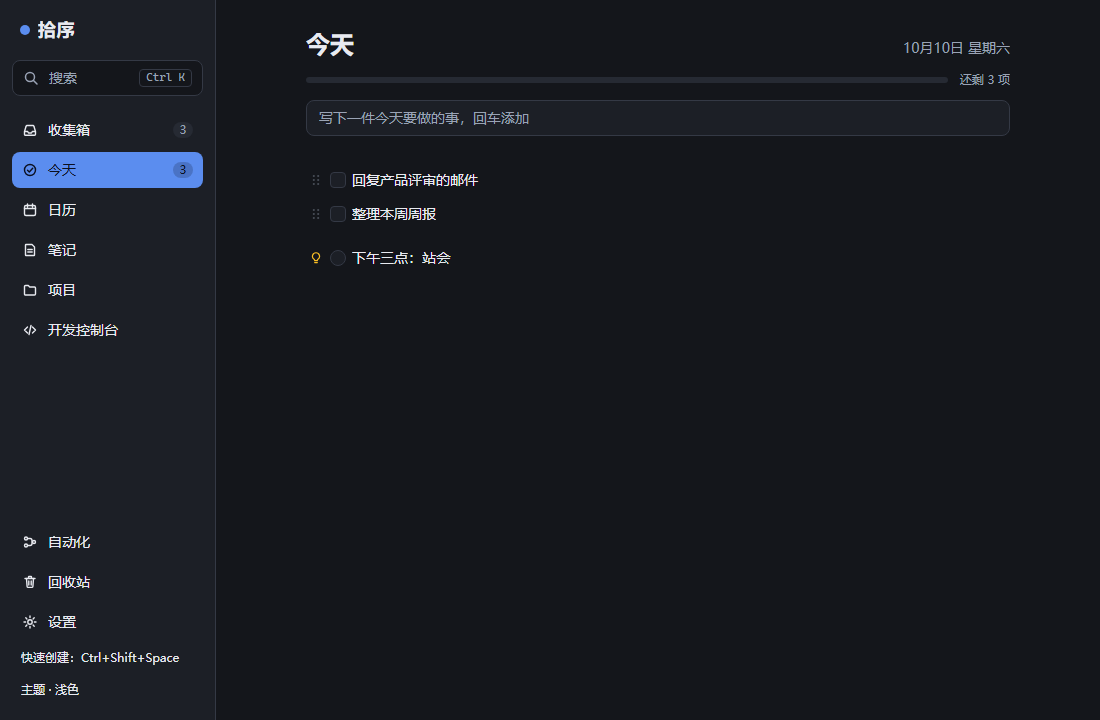 拾序
搜索 Ctrl K
收集箱 3
今天 3
日历
笔记
项目
开发控制台
自动化
回收站
设置
快速创建：Ctrl+Shift+Space
主题 · 浅色
今天
10月10日 星期六
还剩 3 项
写下一件今天要做的事，回车添加
回复产品评审的邮件
整理本周周报
下午三点：站会